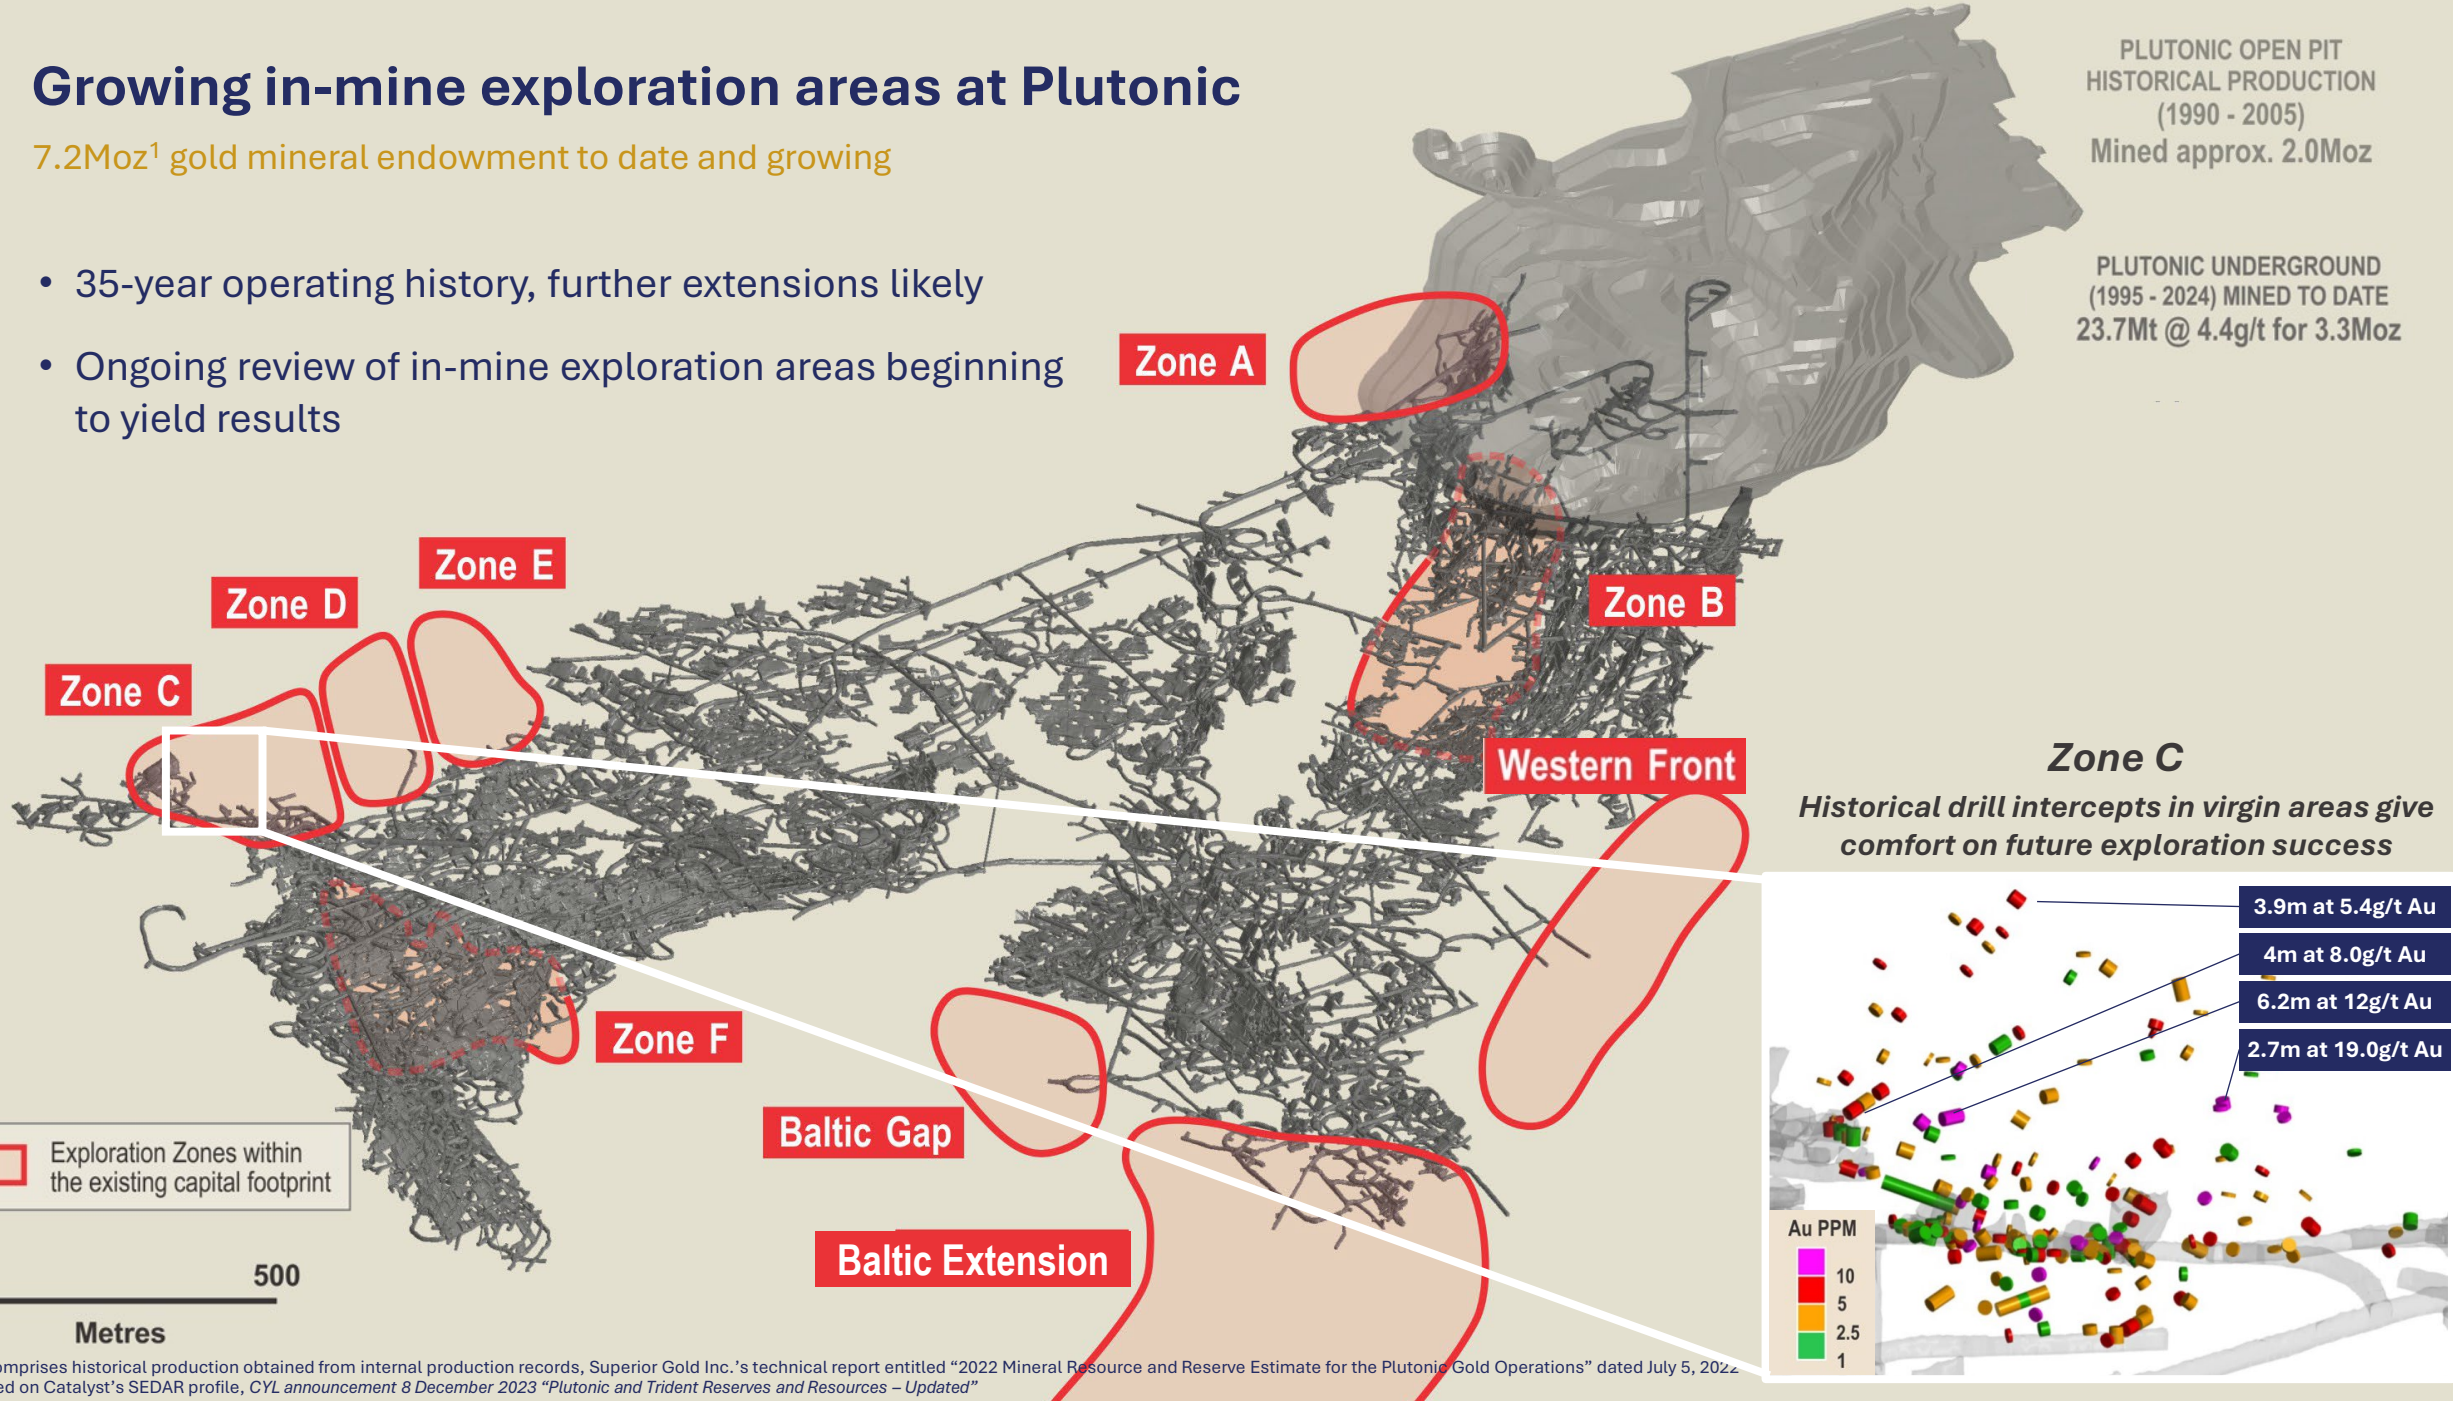 Growing in-mine exploration areas at Plutonic
7.2Moz¹ gold mineral endowment to date and growing
• 35-year operating history, further extensions likely
• Ongoing review of in-mine exploration areas beginning
to yield results
PLUTONIC OPEN PIT
HISTORICAL PRODUCTION
(1990 - 2005)
Mined approx. 2.0Moz
PLUTONIC UNDERGROUND
(1995 - 2024) MINED TO DATE
23.7Mt @ 4.4g/t for 3.3Moz
Zone A
Zone E
Zone D
Zone B
Zone C
Western Front
Zone F
Baltic Gap
Baltic Extension
Exploration Zones within
the existing capital footprint
500
Metres
Zone C
Historical drill intercepts in virgin areas give
comfort on future exploration success
3.9m at 5.4g/t Au
4m at 8.0g/t Au
6.2m at 12g/t Au
2.7m at 19.0g/t Au
Au PPM
10
5
2.5
1
historical production obtained from internal production records, Superior Gold Inc.’s technical report entitled “2022 Mineral Resource and Reserve Estimate for the Plutonic Gold Operations” dated July 5, 2022
on Catalyst’s SEDAR profile, CYL announcement 8 December 2023 “Plutonic and Trident Reserves and Resources – Updated”